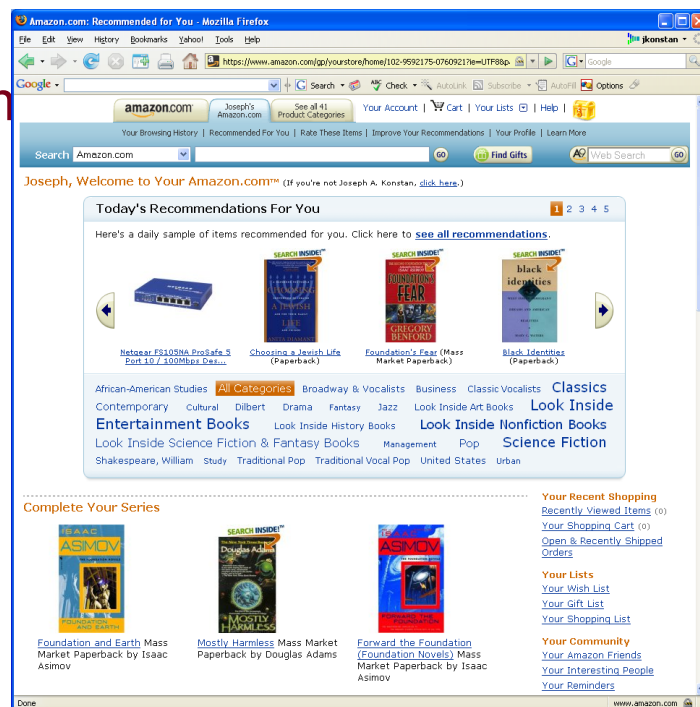 Amazon.com: Recommended for You - Mozilla Firefox
File Edit View History Bookmarks Yahoo! Tools Help
jkonstan
https://www.amazon.com/gp/yourstore/home/102-9592175-0760921?ie=UTF8&
G Google
Google G Search Check AutoLink Subscribe AutoFill Options
amazon.com Joseph's Amazon.com See all 41 Product Categories Your Account | Cart | Your Lists | Help |
Your Browsing History | Recommended For You | Rate These Items | Improve Your Recommendations | Your Profile | Learn More
Search Amazon.com GO Find Gifts A9 Web Search GO
Joseph, Welcome to Your Amazon.com™ (If you're not Joseph A. Konstan, click here.)
Today's Recommendations For You 1 2 3 4 5
Here's a daily sample of items recommended for you. Click here to see all recommendations.
SEARCH INSIDE!™ SEARCH INSIDE!™ SEARCH INSIDE!™
NETGEAR
CHOOSING A JEWISH LIFE
FOUNDATION'S FEAR
GREGORY BENFORD
black identities
Netgear FS105NA ProSafe 5 Port 10 / 100Mbps Des...
Choosing a Jewish Life (Paperback)
Foundation's Fear (Mass Market Paperback)
Black Identities (Paperback)
African-American Studies All Categories Broadway & Vocalists Business Classic Vocalists Classics
Contemporary Cultural Dilbert Drama Fantasy Jazz Look Inside Art Books Look Inside
Entertainment Books Look Inside History Books Look Inside Nonfiction Books
Look Inside Science Fiction & Fantasy Books Management Pop Science Fiction
Shakespeare, William Study Traditional Pop Traditional Vocal Pop United States Urban
Complete Your Series
ISAAC ASIMOV
FOUNDATION AND EARTH
SEARCH INSIDE!™
Douglas Adams
MOSTLY HARMLESS
ISAAC ASIMOV
FORWARD THE FOUNDATION
Foundation and Earth Mass
Market Paperback by Isaac
Asimov
Mostly Harmless Mass Market
Paperback by Douglas Adams
Forward the Foundation
(Foundation Novels) Mass
Market Paperback by Isaac
Asimov
Your Recent Shopping
Recently Viewed Items (0)
Your Shopping Cart (0)
Open & Recently Shipped
Orders
Your Lists
Your Wish List
Your Gift List
Your Shopping List
Your Community
Your Amazon Friends
Your Interesting People
Your Reminders
Done www.amazon.com